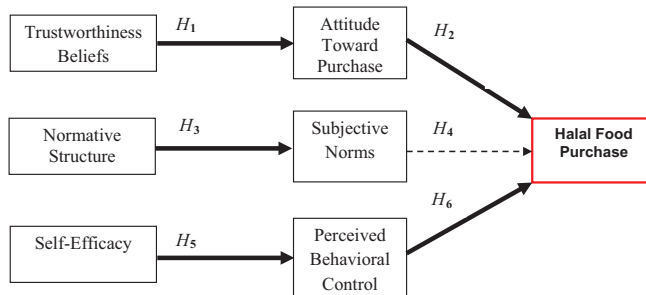 H1
H2
Trustworthiness
Beliefs
Attitude
Toward
Purchase
H3
H4
Normative
Structure
Subjective
Norms
Halal Food
Purchase
H5
H6
Self-Efficacy
Perceived
Behavioral
Control